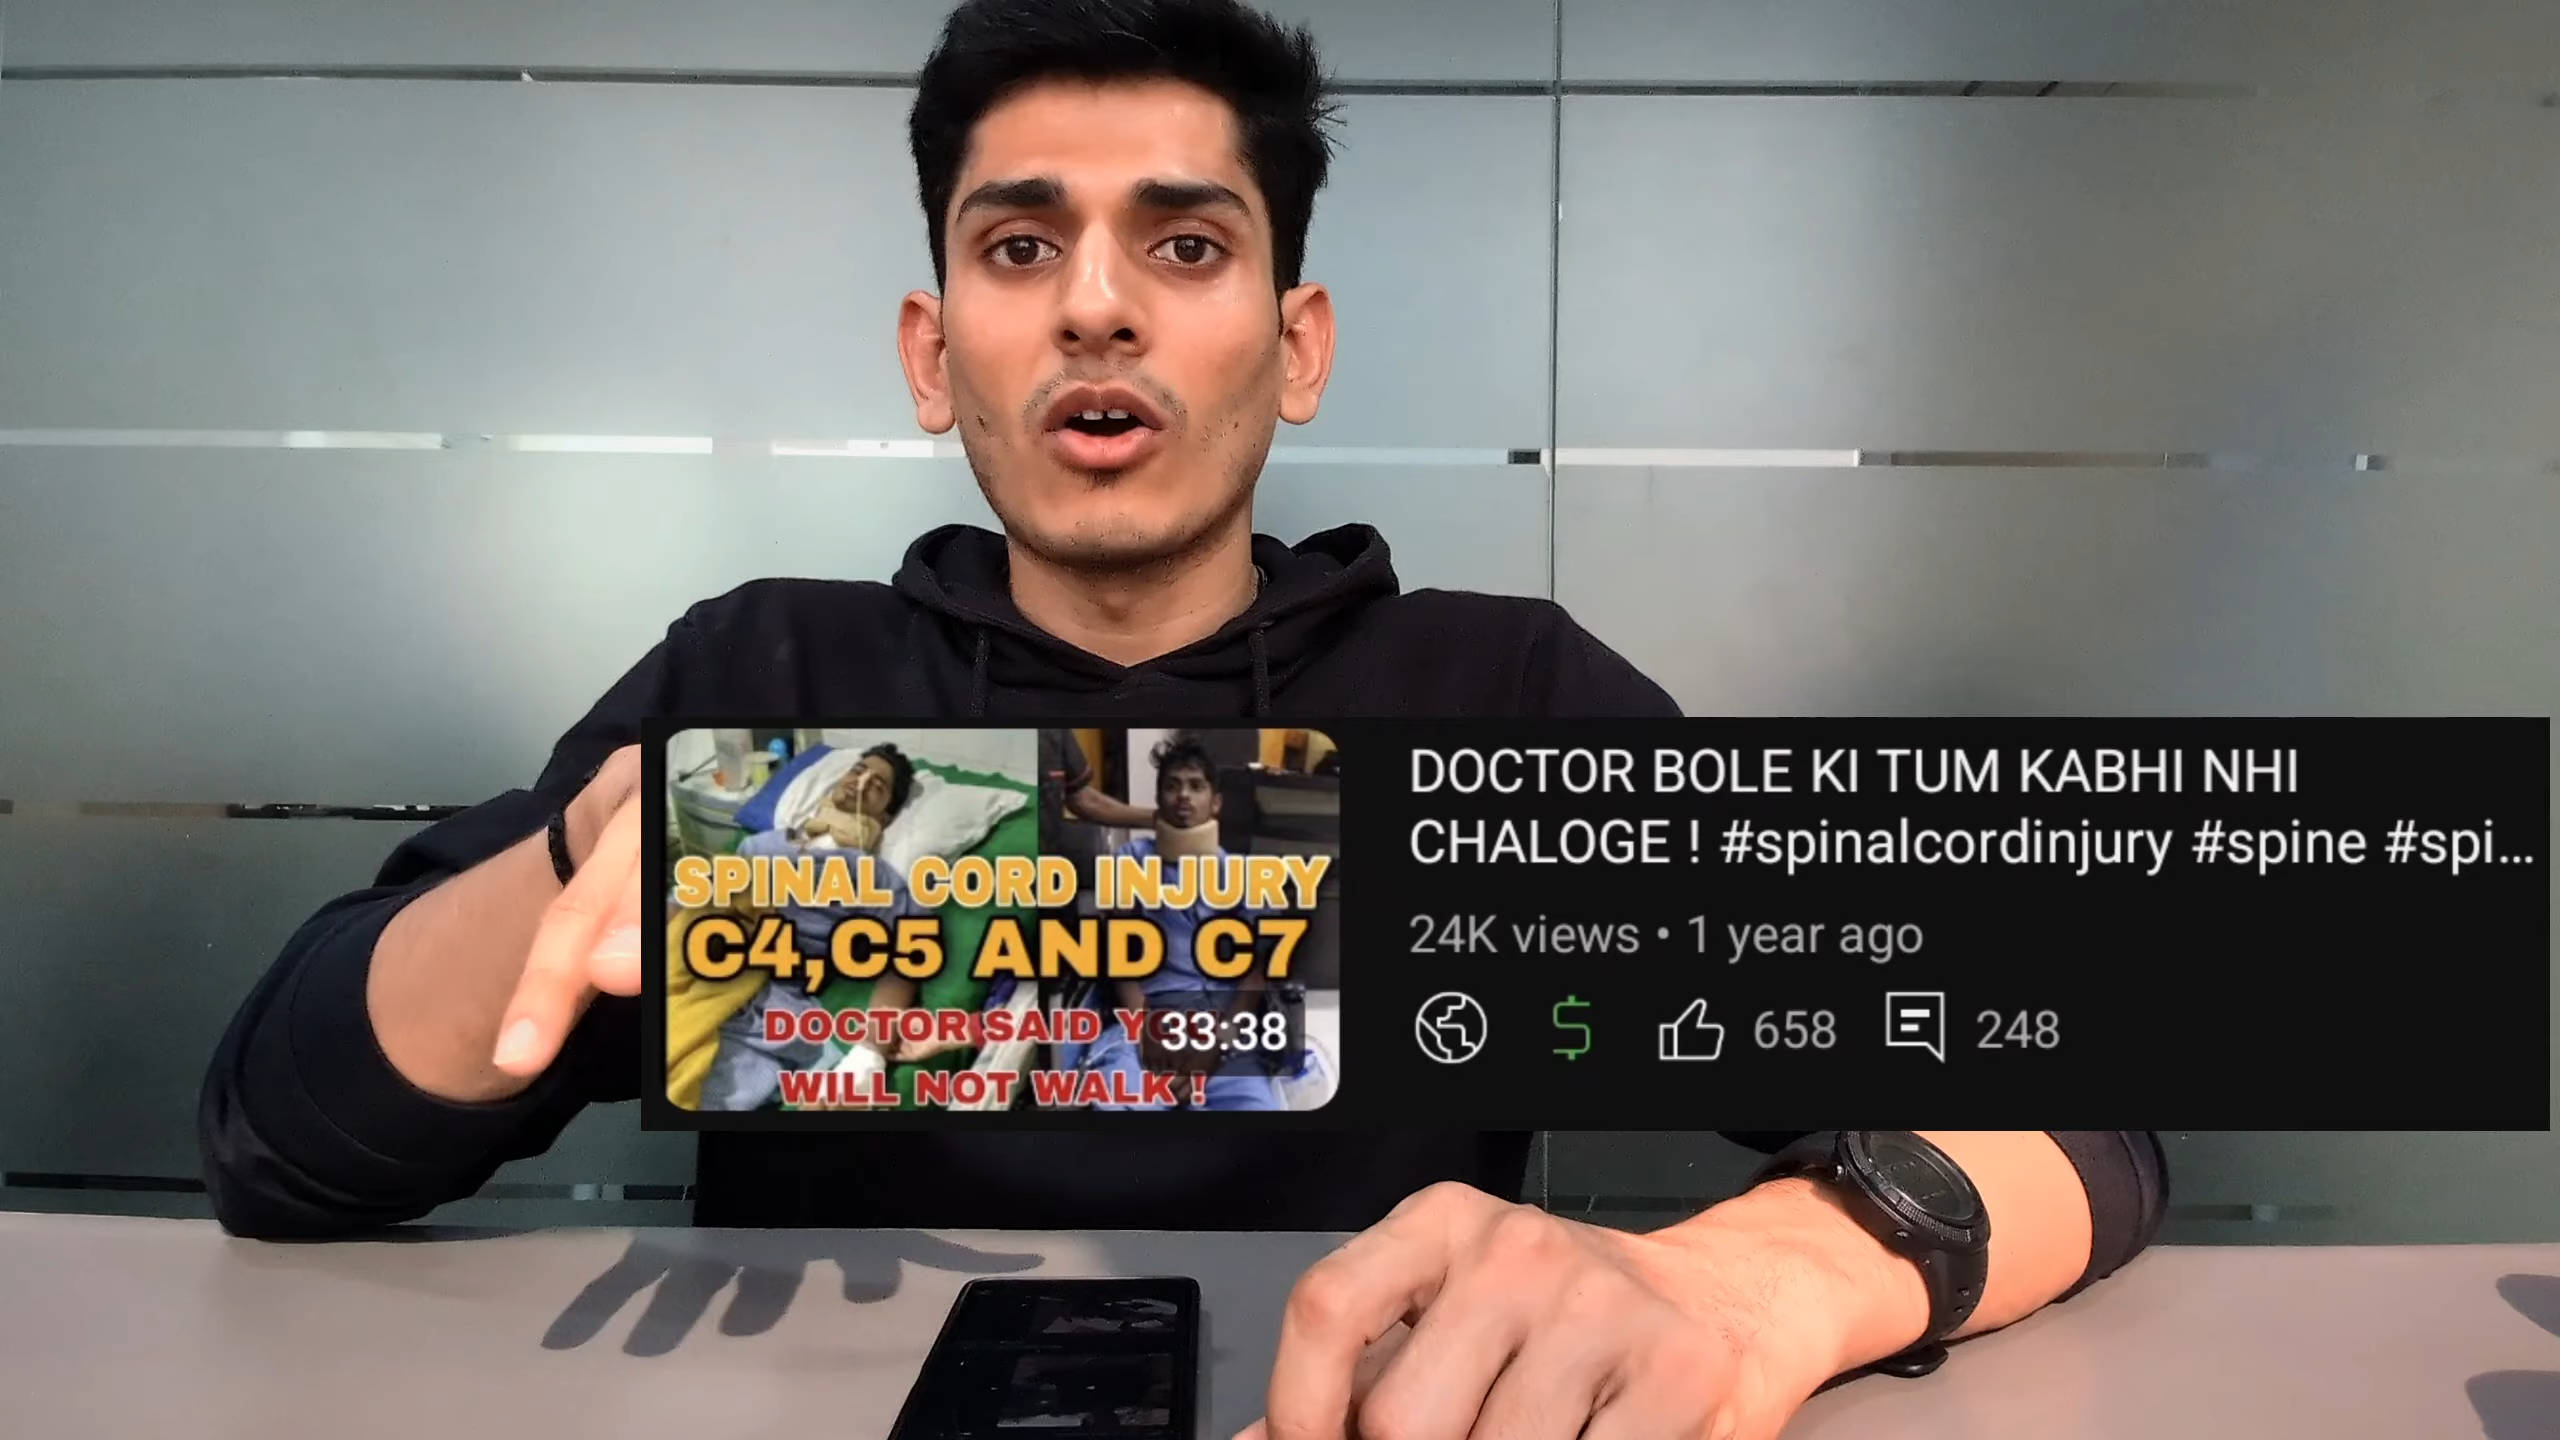 SPINAL CORD INJURY
C4,C5 AND C7
DOCTOR SAID
WILL NOT WALK !
33:38
DOCTOR BOLE KI TUM KABHI NHI
CHALOGE ! #spinalcordinjury #spine #spi...
24K views • 1 year ago
658
248